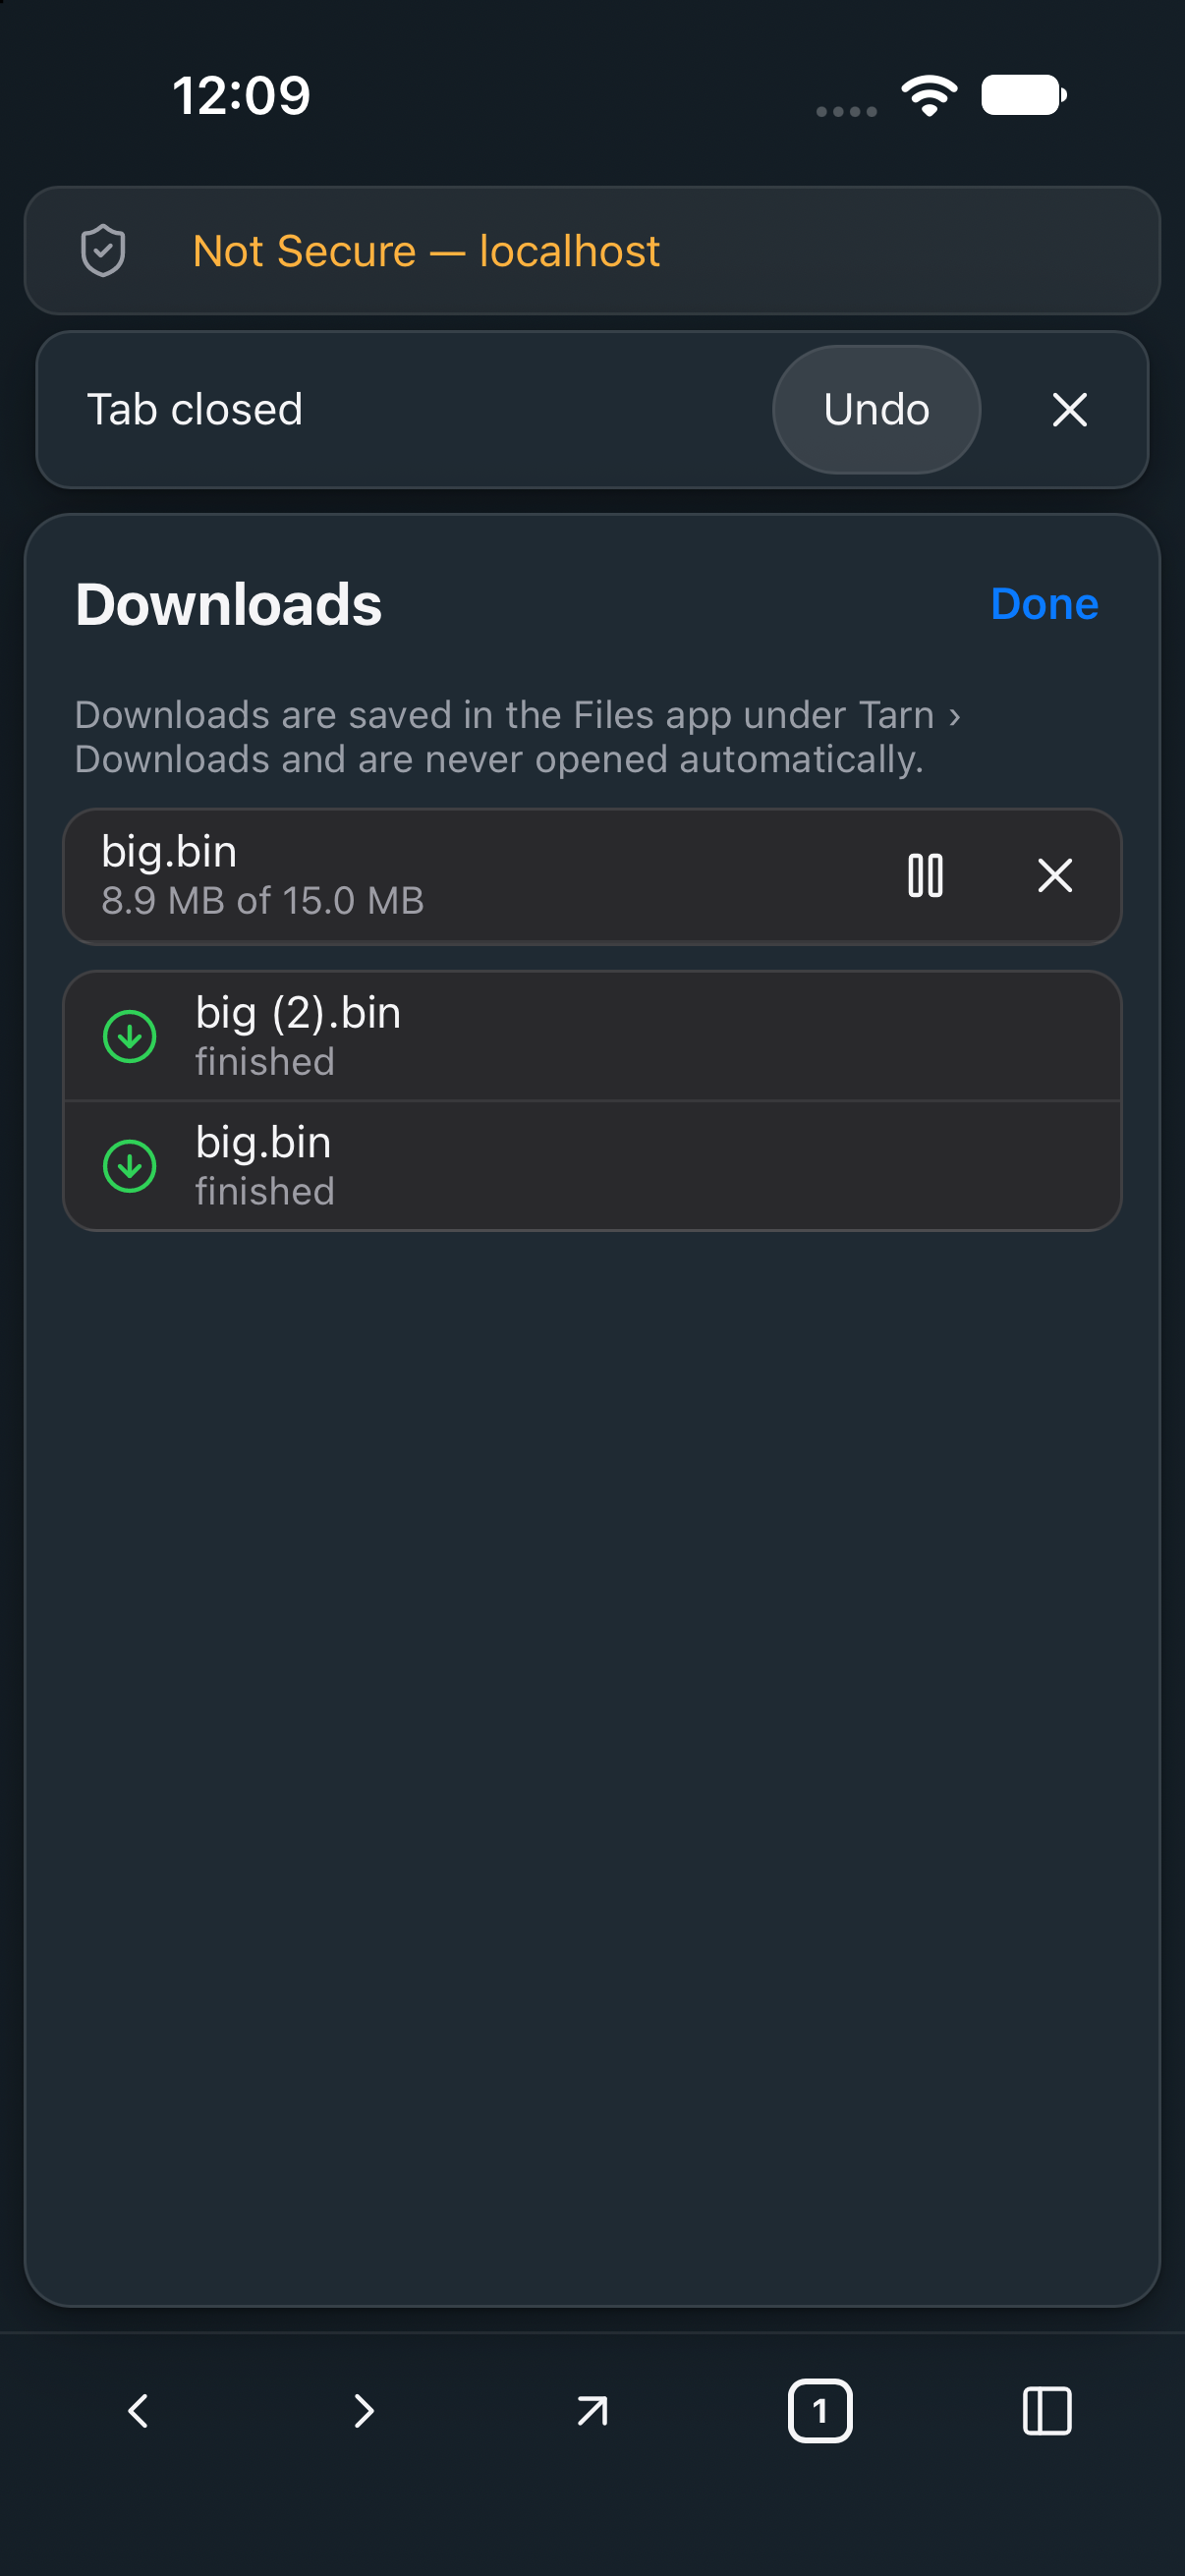 12:09
Not Secure — localhost
Tab closed
Undo
Downloads
Done
Downloads are saved in the Files app under Tarn ›
Downloads and are never opened automatically.
big.bin
8.9 MB of 15.0 MB
big (2).bin
finished
big.bin
finished
1